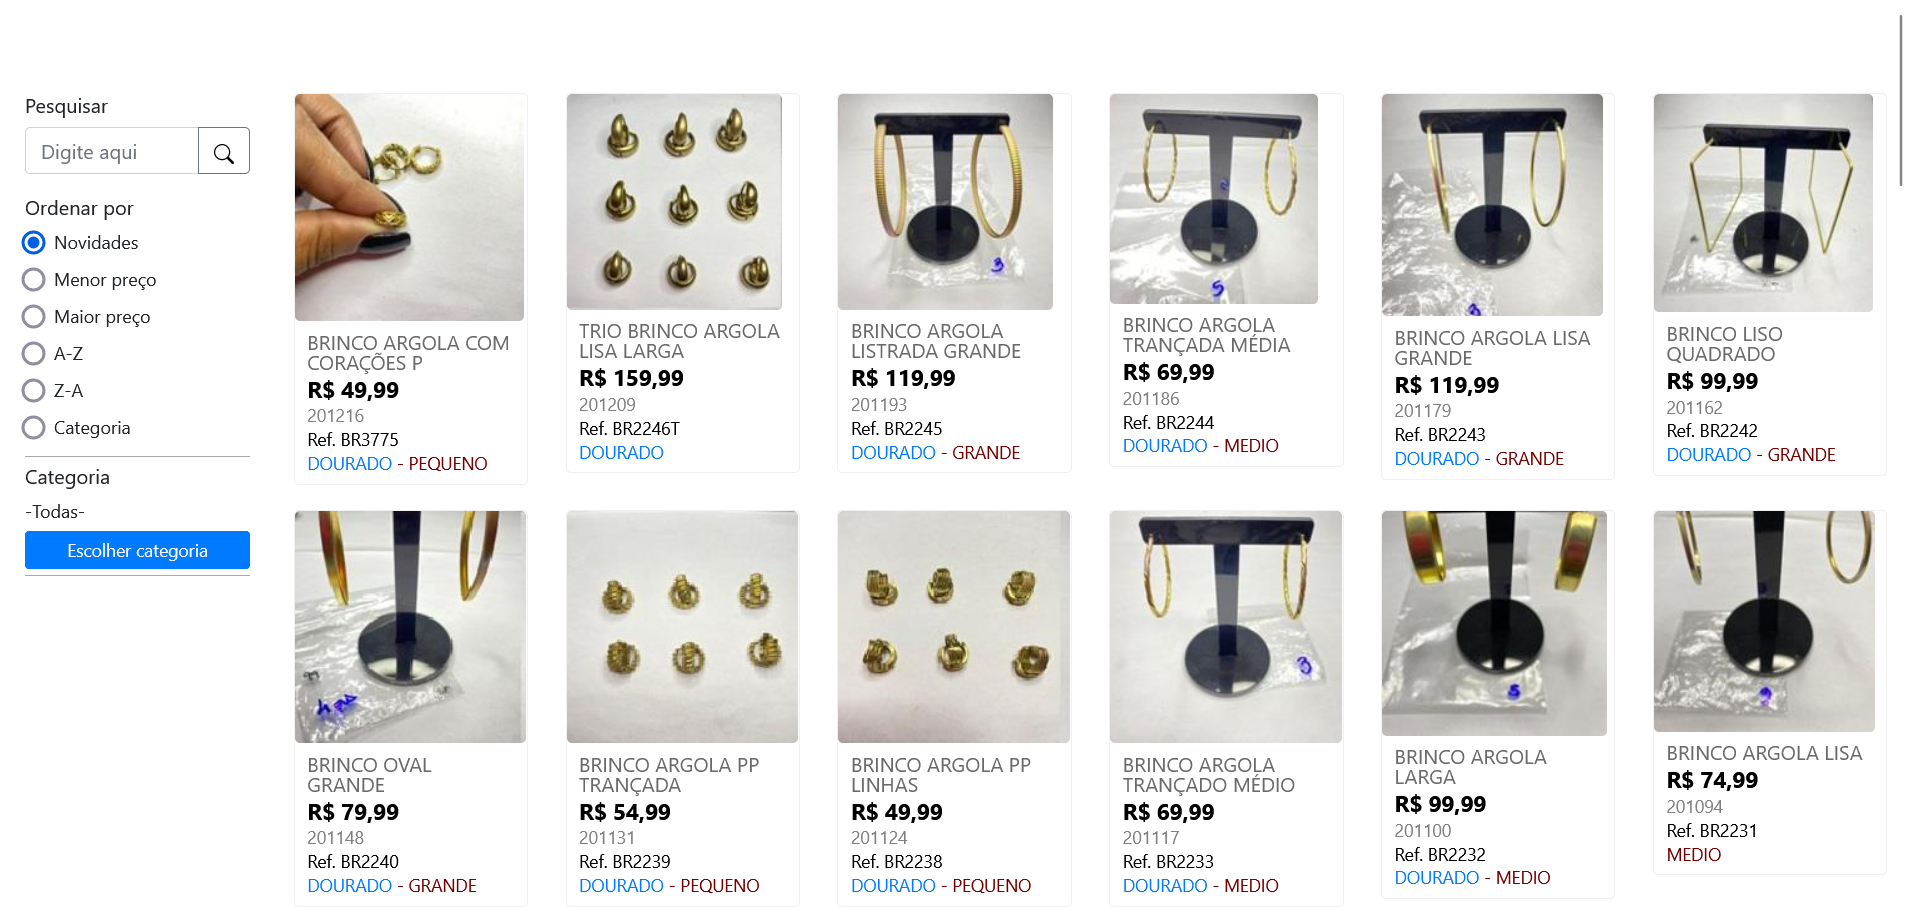 Pesquisar
Digite aqui
Ordenar por
Novidades
Menor preço
Maior preço
A-Z
Z-A
Categoria
Categoria
-Todas-
Escolher categoria
BRINCO ARGOLA COM
CORAÇÕES P
R$ 49,99
201216
Ref. BR3775
DOURADO - PEQUENO
TRIO BRINCO ARGOLA
LISA LARGA
R$ 159,99
201209
Ref. BR2246T
DOURADO
3
BRINCO ARGOLA
LISTRADA GRANDE
R$ 119,99
201193
Ref. BR2245
DOURADO - GRANDE
5
BRINCO ARGOLA
TRANÇADA MÉDIA
R$ 69,99
201186
Ref. BR2244
DOURADO - MEDIO
BRINCO ARGOLA LISA
GRANDE
R$ 119,99
201179
Ref. BR2243
DOURADO - GRANDE
BRINCO LISO
QUADRADO
R$ 99,99
201162
Ref. BR2242
DOURADO - GRANDE
BRINCO OVAL
GRANDE
R$ 79,99
201148
Ref. BR2240
DOURADO - GRANDE
BRINCO ARGOLA PP
TRANÇADA
R$ 54,99
201131
Ref. BR2239
DOURADO - PEQUENO
BRINCO ARGOLA PP
LINHAS
R$ 49,99
201124
Ref. BR2238
DOURADO - PEQUENO
3
BRINCO ARGOLA
TRANÇADO MÉDIO
R$ 69,99
201117
Ref. BR2233
DOURADO - MEDIO
5
BRINCO ARGOLA
LARGA
R$ 99,99
201100
Ref. BR2232
DOURADO - MEDIO
BRINCO ARGOLA LISA
R$ 74,99
201094
Ref. BR2231
MEDIO